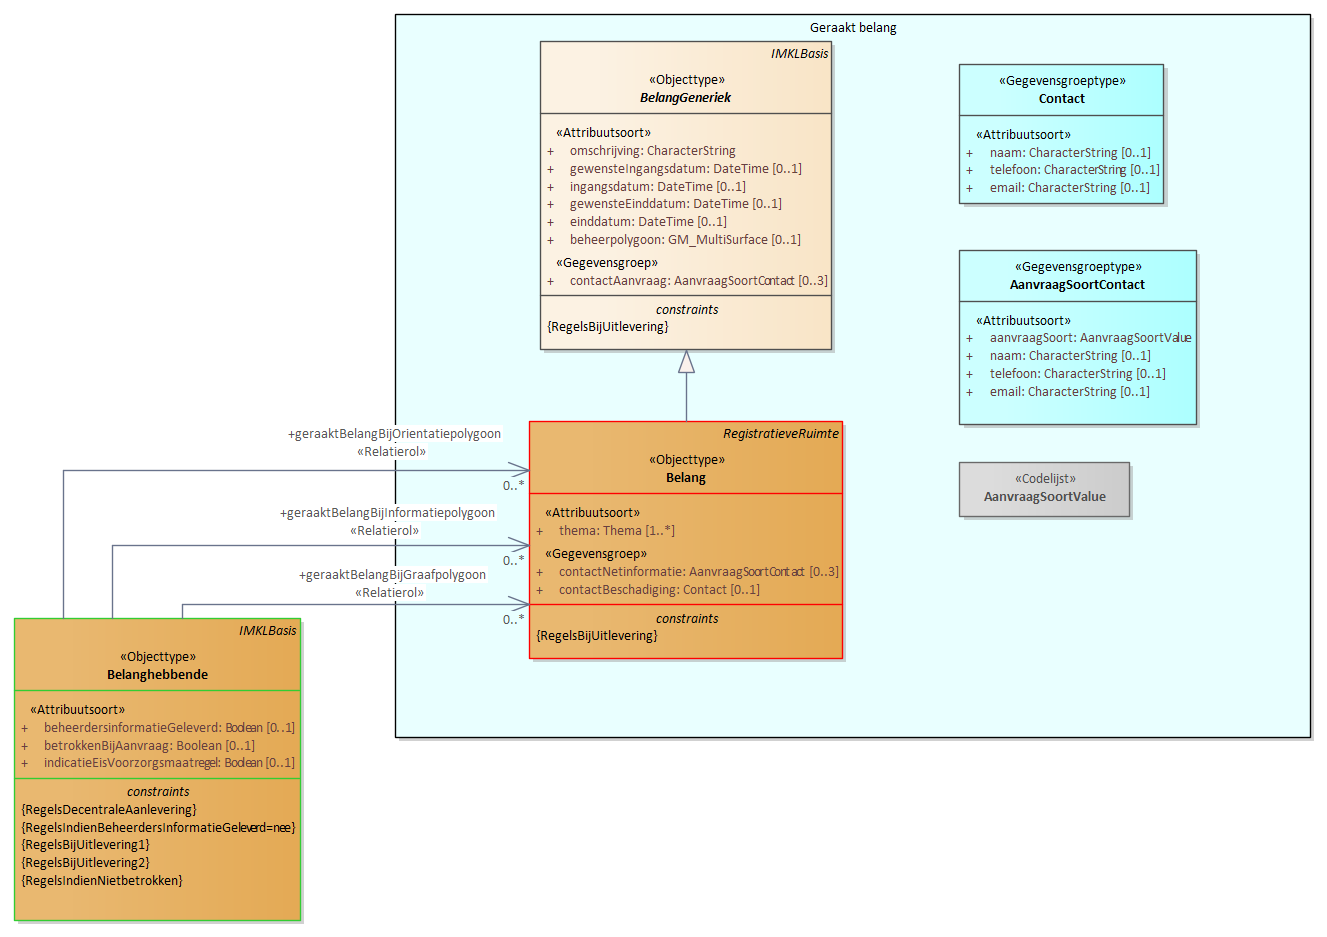 Geraakt belang
IMKLBasis
«Objecttype»
BelangGeneriek
«Attribuutsoort»
+ omschrijving: CharacterString
+ gewensteIngangsdatum: DateTime [0..1]
+ ingangsdatum: DateTime [0..1]
+ gewensteEinddatum: DateTime [0..1]
+ einddatum: DateTime [0..1]
+ beheerpolygoon: GM_MultiSurface [0..1]
«Gegevensgroep»
+ contactAanvraag: AanvraagSoortContact [0..3]
constraints
{RegelsBijUitlevering}
«Gegevensgroeptype»
Contact
«Attribuutsoort»
+ naam: CharacterString [0..1]
+ telefoon: CharacterString [0..1]
+ email: CharacterString [0..1]
«Gegevensgroeptype»
AanvraagSoortContact
«Attribuutsoort»
+ aanvraagSoort: AanvraagSoortValue
+ naam: CharacterString [0..1]
+ telefoon: CharacterString [0..1]
+ email: CharacterString [0..1]
«Codelijst»
AanvraagSoortValue
RegistratieveRuimte
«Objecttype»
Belang
«Attribuutsoort»
+ thema: Thema [1..*]
«Gegevensgroep»
+ contactNetinformatie: AanvraagSoortContact [0..3]
+ contactBeschadiging: Contact [0..1]
constraints
{RegelsBijUitlevering}
+geraaktBelangBijOrientatiepolygoon
«Relatierol»
0..*
+geraaktBelangBijInformatiepolygoon
«Relatierol»
0..*
+geraaktBelangBijGraafpolygoon
«Relatierol»
0..*
IMKLBasis
«Objecttype»
Belanghebbende
«Attribuutsoort»
+ beheerdersinformatieGeleverd: Boolean [0..1]
+ betrokkenBijAanvraag: Boolean [0..1]
+ indicatieEisVoorzorgsmaatregel: Boolean [0..1]
constraints
{RegelsDecentraleAanlevering}
{RegelsIndienBeheerdersInformatieGeleverd=nee}
{RegelsBijUitlevering1}
{RegelsBijUitlevering2}
{RegelsIndienNietbetrokken}